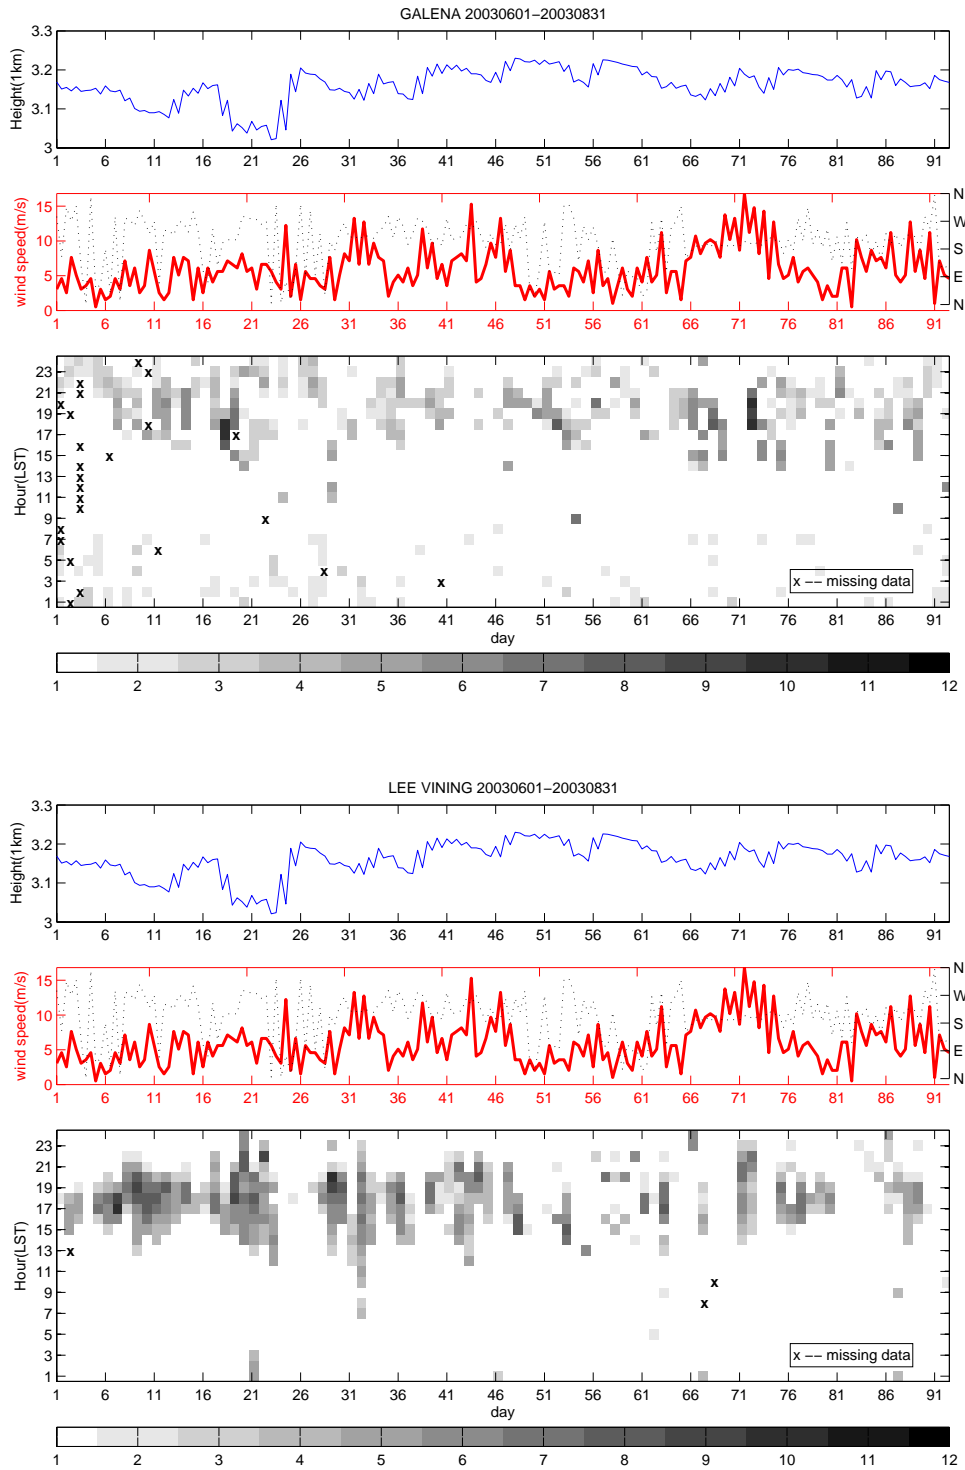 GALENA 20030601−20030831
3.3
3.2
3.1
3
Height(1km)
1 6 11 16 21 26 31 36 41 46 51 56 61 66 71 76 81 86 91
15
10
5
0
wind speed(m/s)
N
W
S
E
N
1 6 11 16 21 26 31 36 41 46 51 56 61 66 71 76 81 86 91
23
21
19
17
15
13
11
9
7
5
3
1
Hour(LST)
x −− missing data
1 6 11 16 21 26 31 36 41 46 51 56 61 66 71 76 81 86 91
day
1 2 3 4 5 6 7 8 9 10 11 12
LEE VINING 20030601−20030831
3.3
3.2
3.1
3
Height(1km)
1 6 11 16 21 26 31 36 41 46 51 56 61 66 71 76 81 86 91
15
10
5
0
wind speed(m/s)
N
W
S
E
N
1 6 11 16 21 26 31 36 41 46 51 56 61 66 71 76 81 86 91
23
21
19
17
15
13
11
9
7
5
3
1
Hour(LST)
x −− missing data
1 6 11 16 21 26 31 36 41 46 51 56 61 66 71 76 81 86 91
day
1 2 3 4 5 6 7 8 9 10 11 12